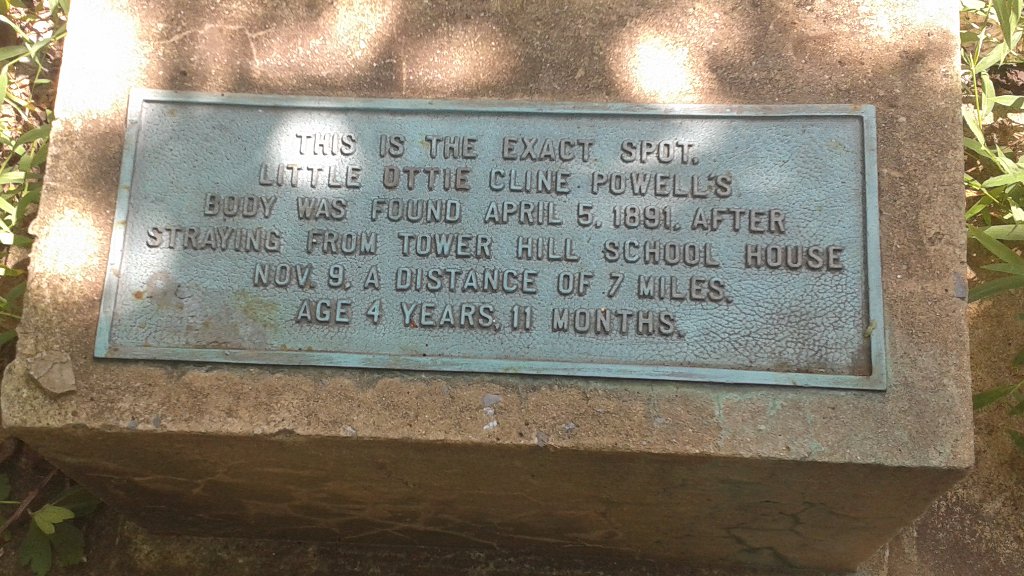 THIS IS THE EXACT SPOT.
LITTLE OTTIE CLINE POWELL'S
BODY WAS FOUND APRIL 5, 1891, AFTER
STRAYING FROM TOWER HILL SCHOOL HOUSE
NOV. 9, A DISTANCE OF 7 MILES.
AGE 4 YEARS, 11 MONTHS.